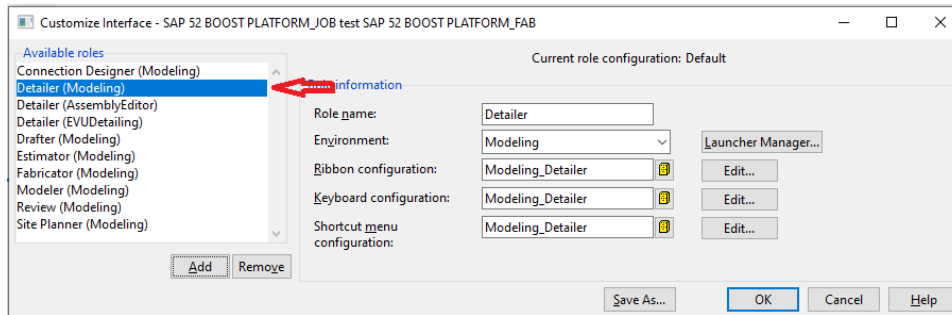 Customize Interface - SAP 52 BOOST PLATFORM_JOB test SAP 52 BOOST PLATFORM_FAB
Available roles
Connection Designer (Modeling)
Detailer (Modeling)
Detailer (AssemblyEditor)
Detailer (EVUDetailing)
Drafter (Modeling)
Estimator (Modeling)
Fabricator (Modeling)
Modeler (Modeling)
Review (Modeling)
Site Planner (Modeling)
Add Remove
Current role configuration: Default
information
Role name: Detailer
Environment: Modeling Launcher Manager...
Ribbon configuration: Modeling_Detailer Edit...
Keyboard configuration: Modeling_Detailer Edit...
Shortcut menu configuration: Modeling_Detailer Edit...
Save As... OK Cancel Help